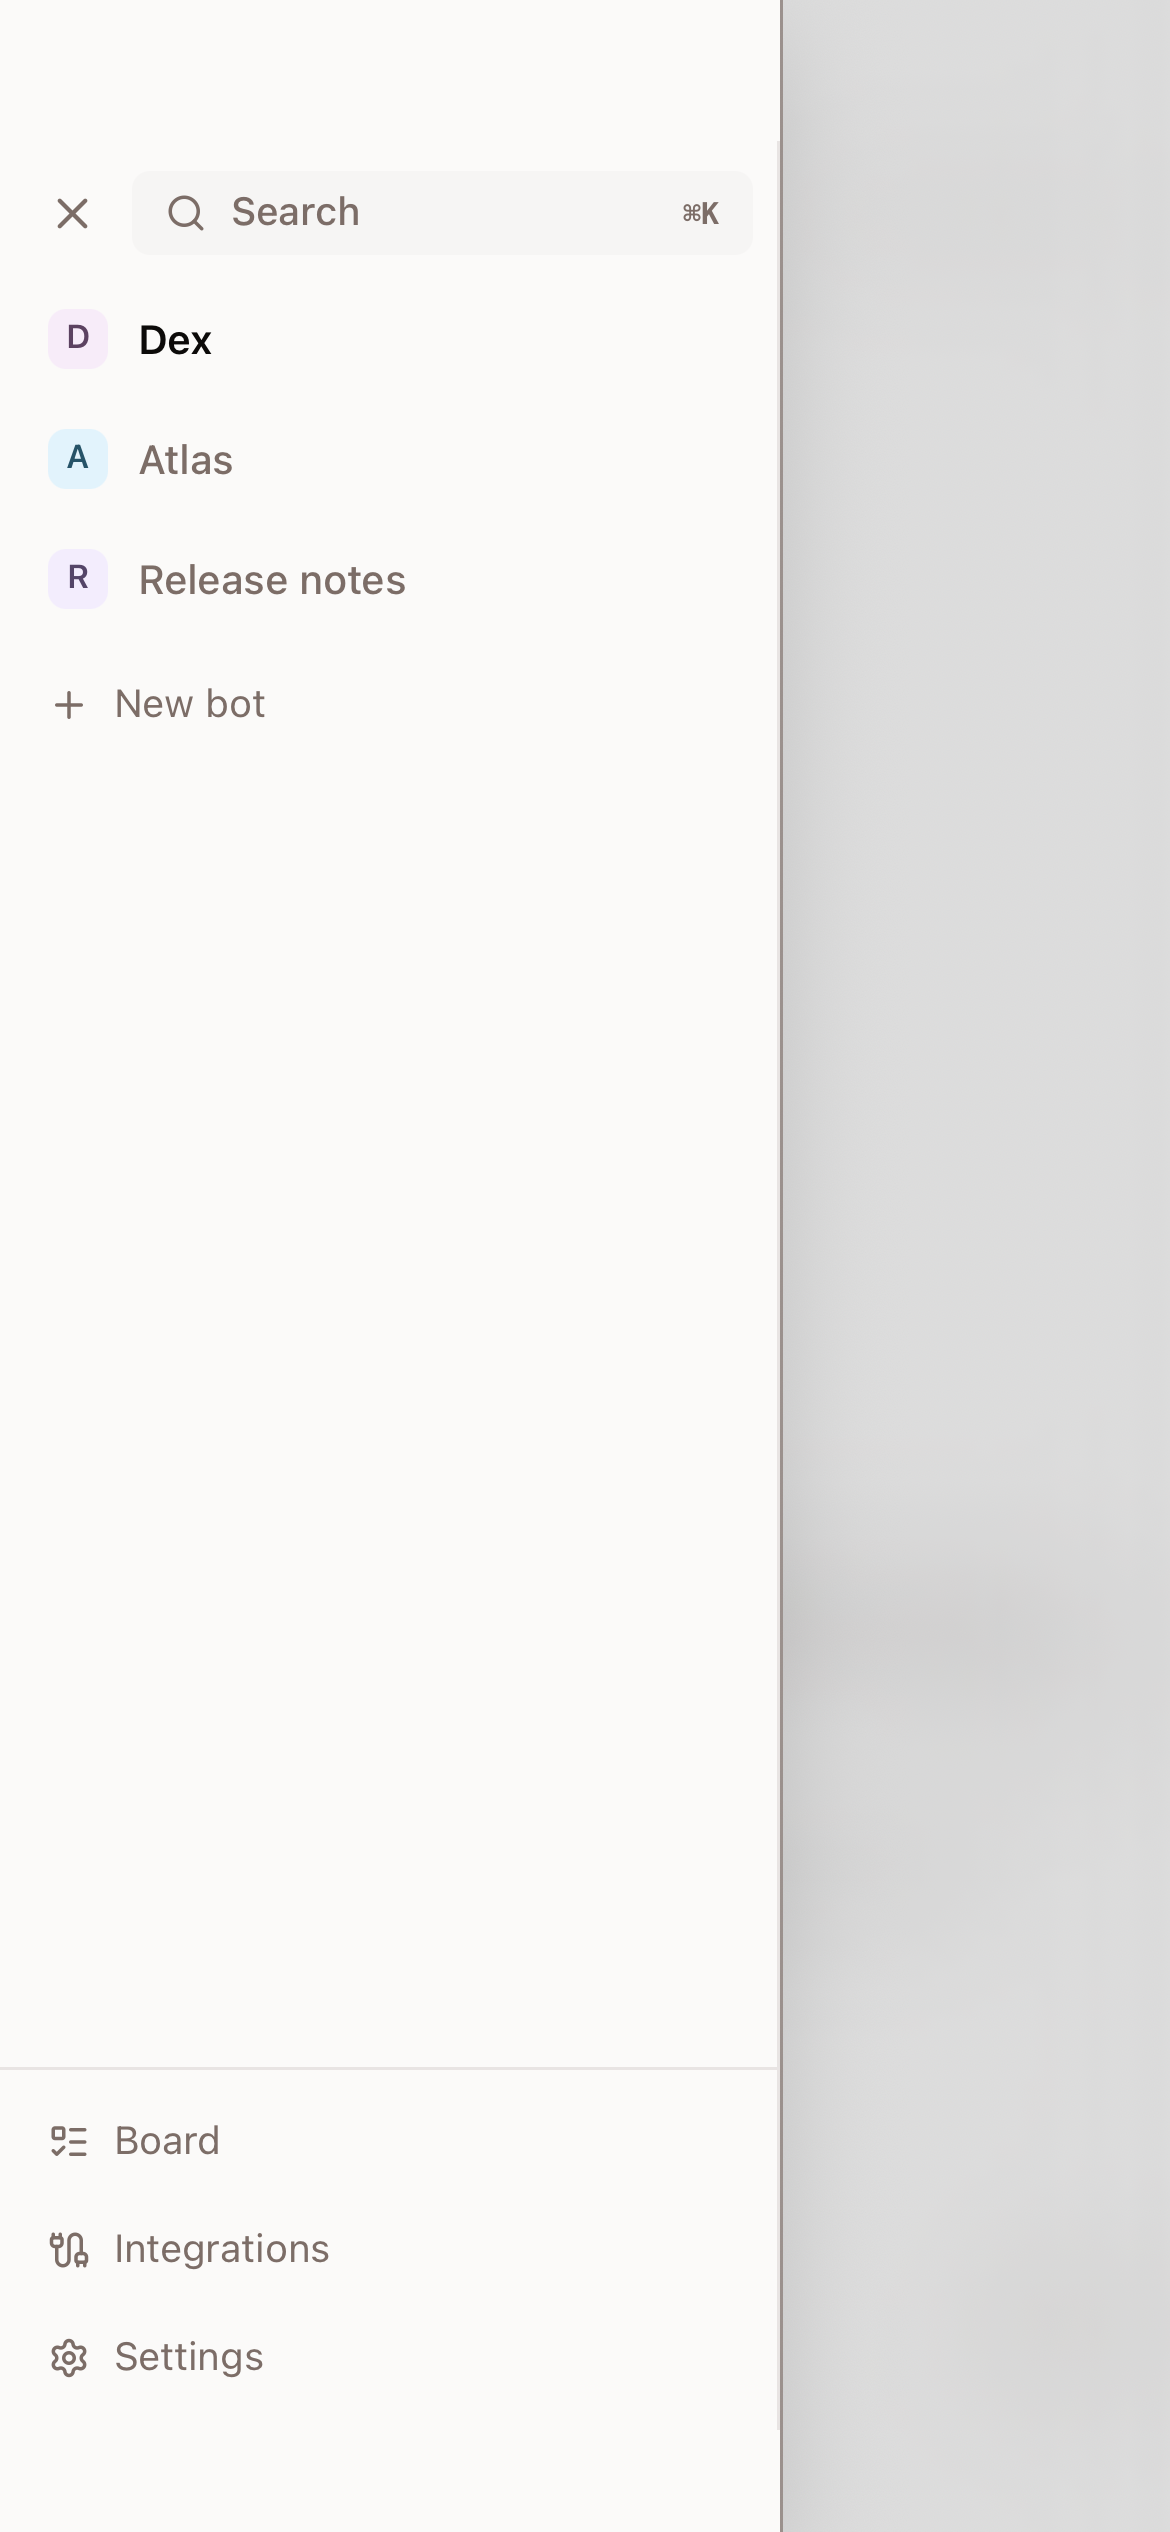 Search ⌘K
D Dex
A Atlas
R Release notes
New bot
Board
Integrations
Settings